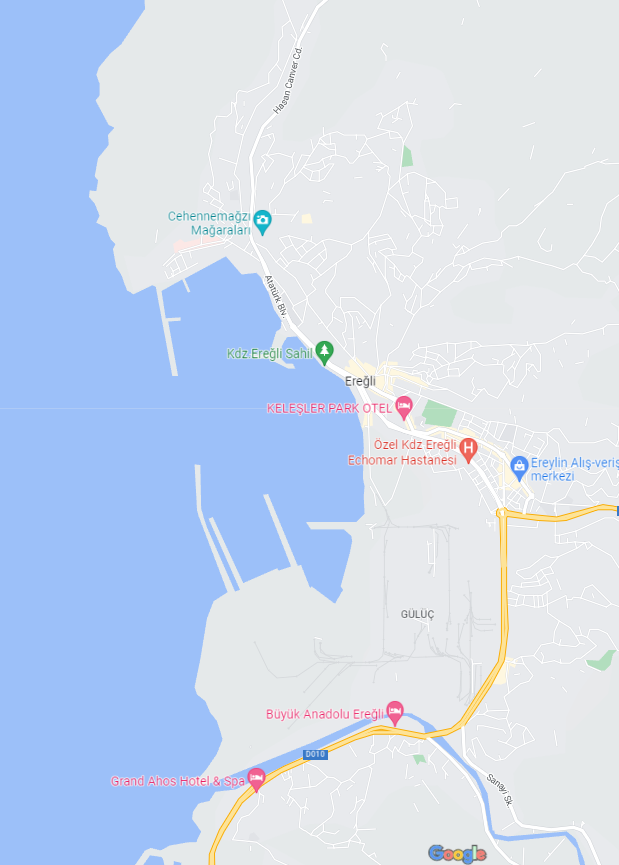 Hasan Canver Cd.
Cehennemağzı
Mağaraları
Atatürk Blv.
Kdz Ereğli Sahil
Ereğli
KELEŞLER PARK OTEL
Özel Kdz Ereğli
Echomar Hastanesi
H
Ereylin Alış-veriş
merkezi
GÜLÜÇ
Büyük Anadolu Ereğli
D010
Grand Ahos Hotel & Spa
Sanayi Sk.
Google